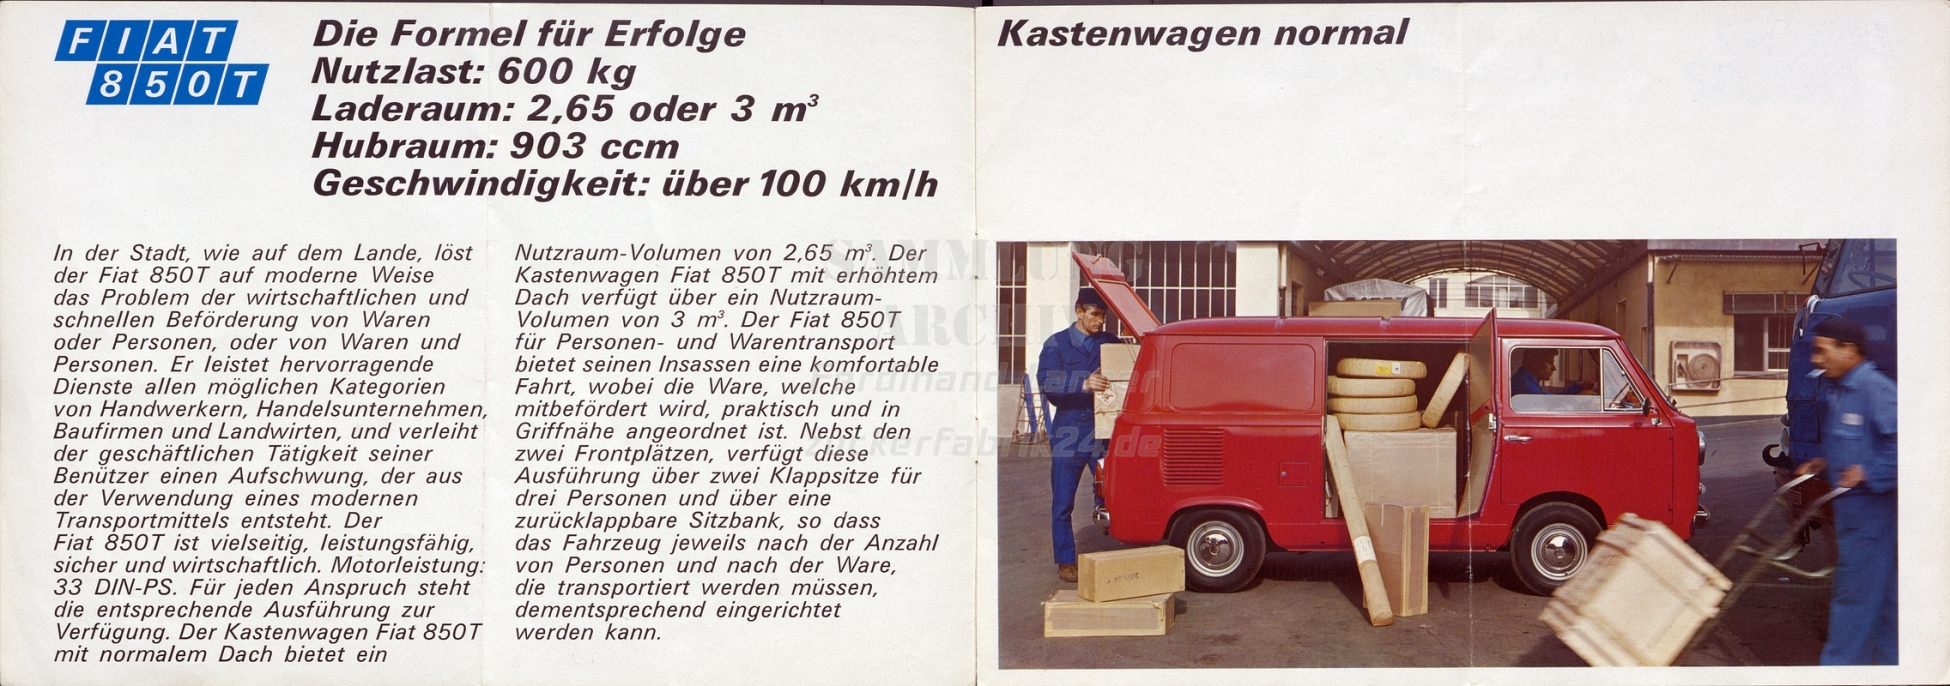 FIAT
850T
Die Formel für Erfolge
Nutzlast: 600 kg
Laderaum: 2,65 oder 3 m³
Hubraum: 903 ccm
Geschwindigkeit: über 100 km/h
In der Stadt, wie auf dem Lande, löst
der Fiat 850T auf moderne Weise
das Problem der wirtschaftlichen und
schnellen Beförderung von Waren
oder Personen, oder von Waren und
Personen. Er leistet hervorragende
Dienste allen möglichen Kategorien
von Handwerkern, Handelsunternehmen,
Baufirmen und Landwirten, und verleiht
der geschäftlichen Tätigkeit seiner
Benützer einen Aufschwung, der aus
der Verwendung eines modernen
Transportmittels entsteht. Der
Fiat 850T ist vielseitig, leistungsfähig,
sicher und wirtschaftlich. Motorleistung:
33 DIN-PS. Für jeden Anspruch steht
die entsprechende Ausführung zur
Verfügung. Der Kastenwagen Fiat 850T
mit normalem Dach bietet ein
Nutzraum-Volumen von 2,65 m³. Der
Kastenwagen Fiat 850T mit erhöhtem
Dach verfügt über ein Nutzraum-
Volumen von 3 m³. Der Fiat 850T
für Personen- und Warentransport
bietet seinen Insassen eine komfortable
Fahrt, wobei die Ware, welche
mitbefördert wird, praktisch und in
Griffnähe angeordnet ist. Nebst den
zwei Frontplätzen, verfügt diese
Ausführung über zwei Klappsitze für
drei Personen und über eine
zurücklappbare Sitzbank, so dass
das Fahrzeug jeweils nach der Anzahl
von Personen und nach der Ware,
die transportiert werden müssen,
dementsprechend eingerichtet
werden kann.
Kastenwagen normal
SAMMLUNG
ARCHIV
zuckerfabrik24.de